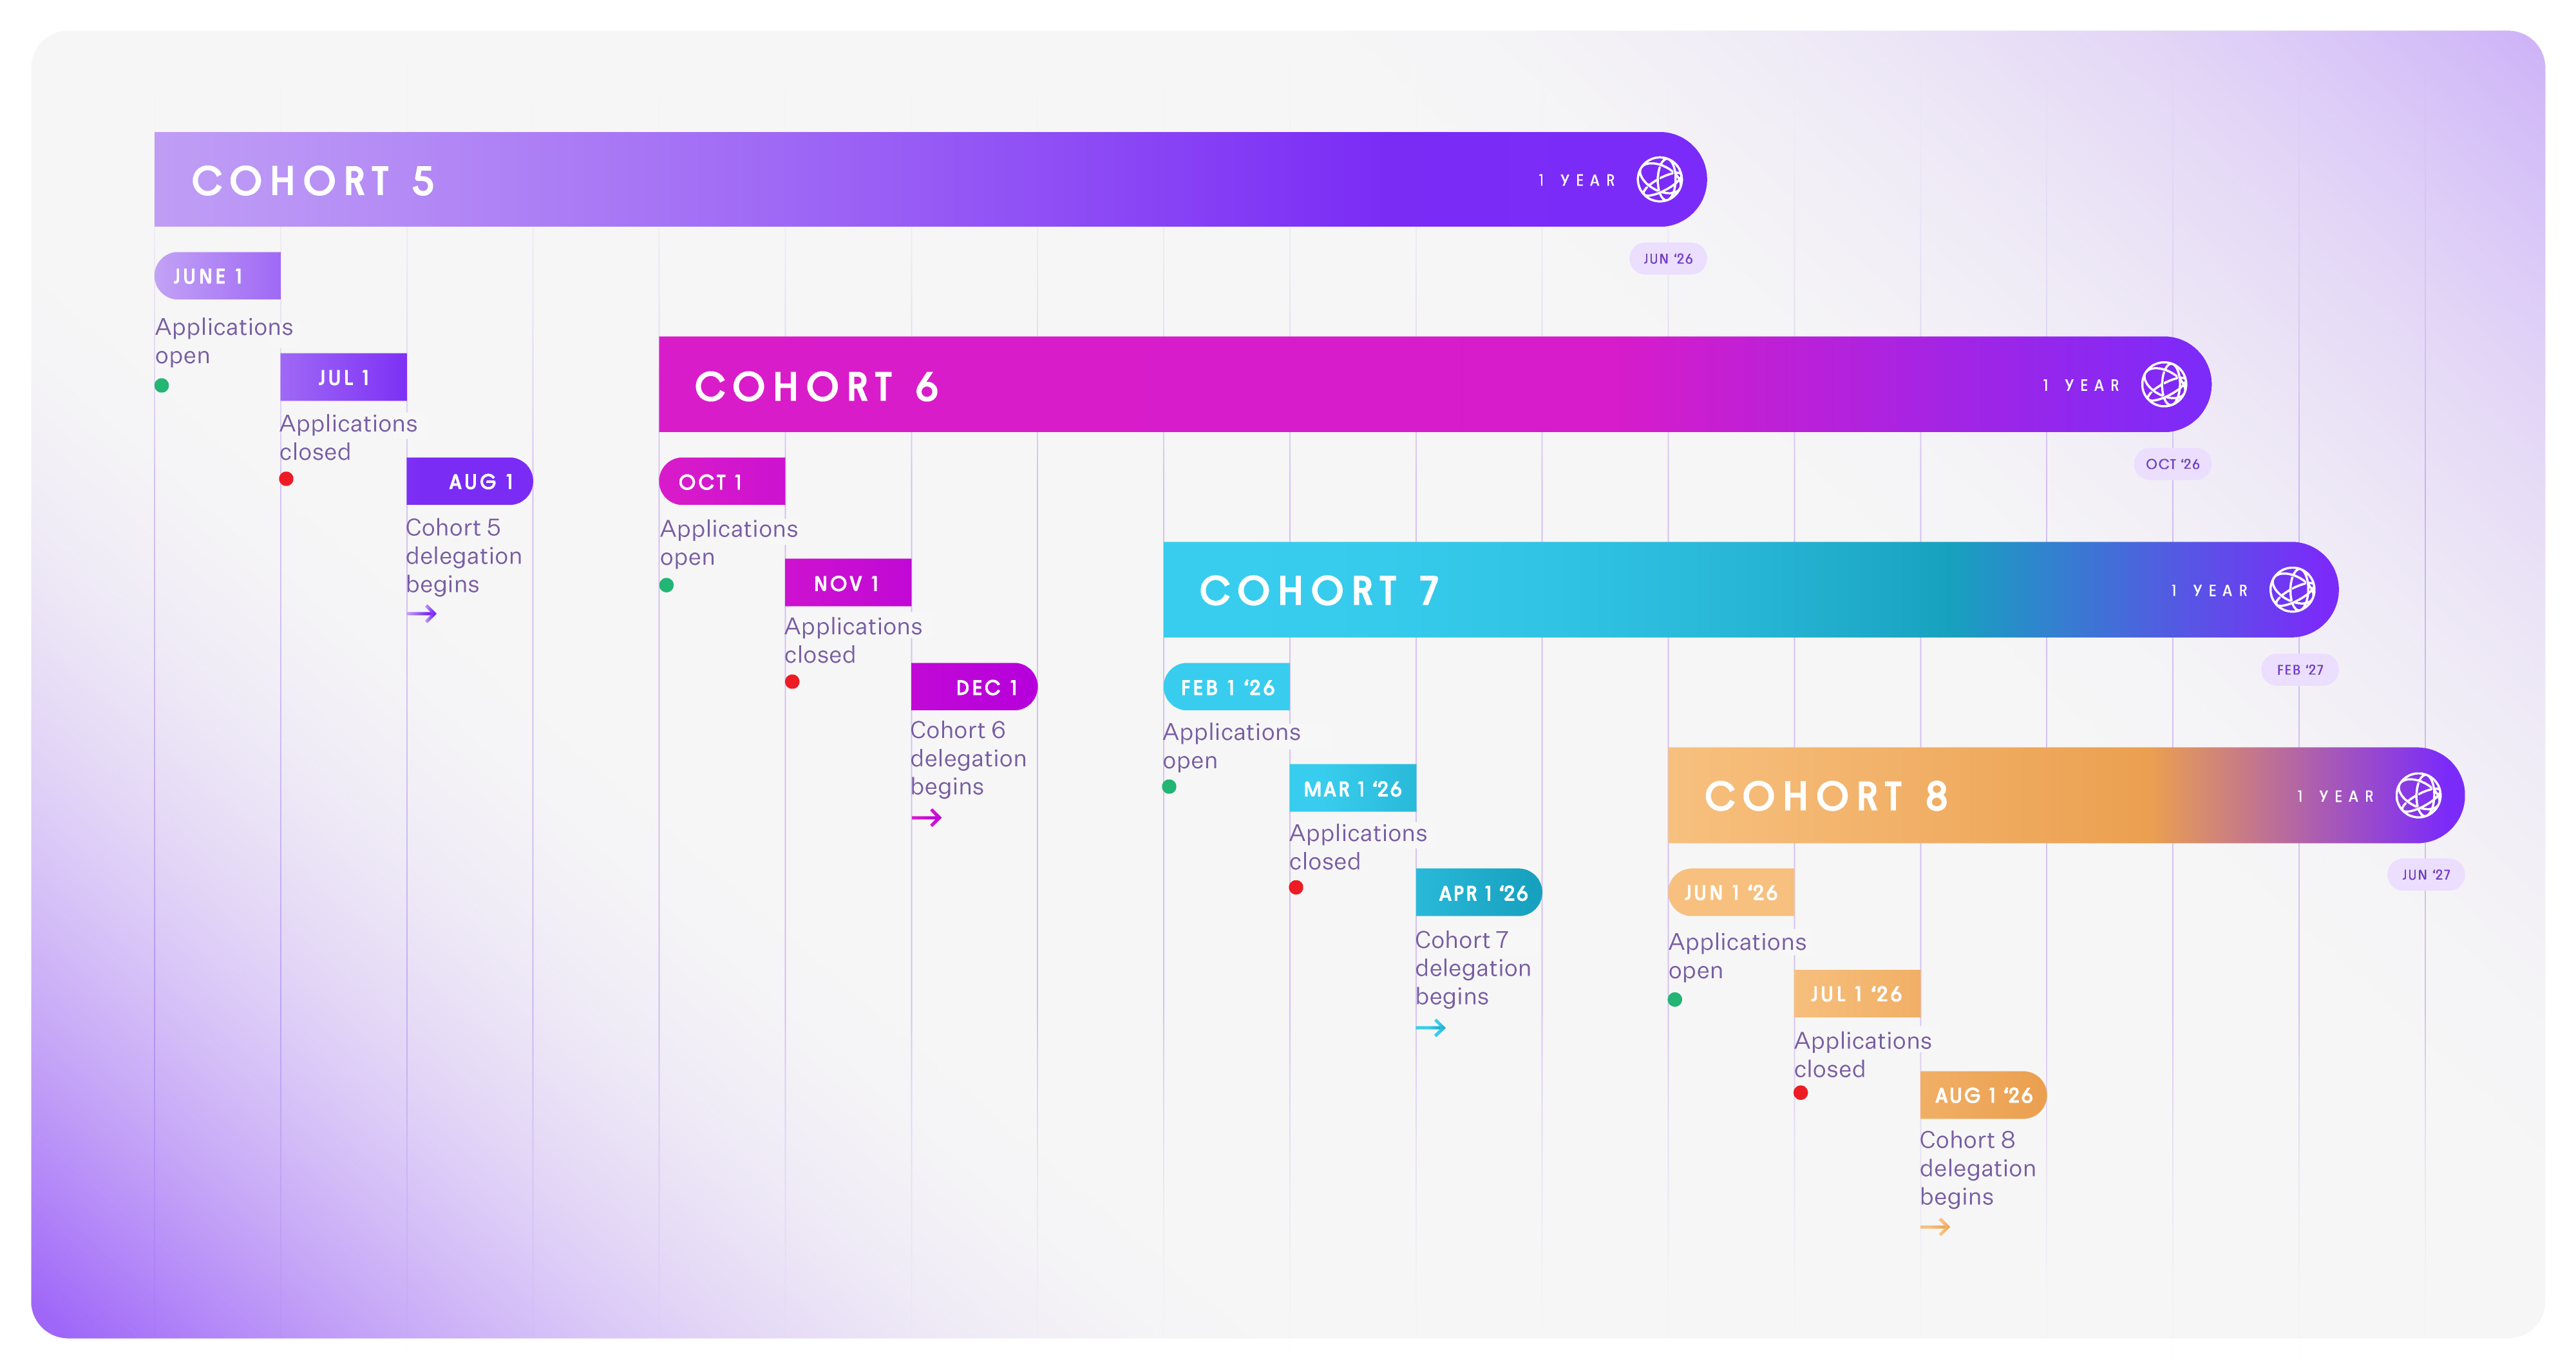 COHORT 5
1 YEAR
JUN ‘26
JUNE 1
Applications
open
JUL 1
Applications
closed
AUG 1
Cohort 5
delegation
begins
COHORT 6
1 YEAR
OCT ‘26
OCT 1
Applications
open
NOV 1
Applications
closed
DEC 1
Cohort 6
delegation
begins
COHORT 7
1 YEAR
FEB ‘27
FEB 1 ‘26
Applications
open
MAR 1 ‘26
Applications
closed
APR 1 ‘26
Cohort 7
delegation
begins
COHORT 8
1 YEAR
JUN ‘27
JUN 1 ‘26
Applications
open
JUL 1 ‘26
Applications
closed
AUG 1 ‘26
Cohort 8
delegation
begins